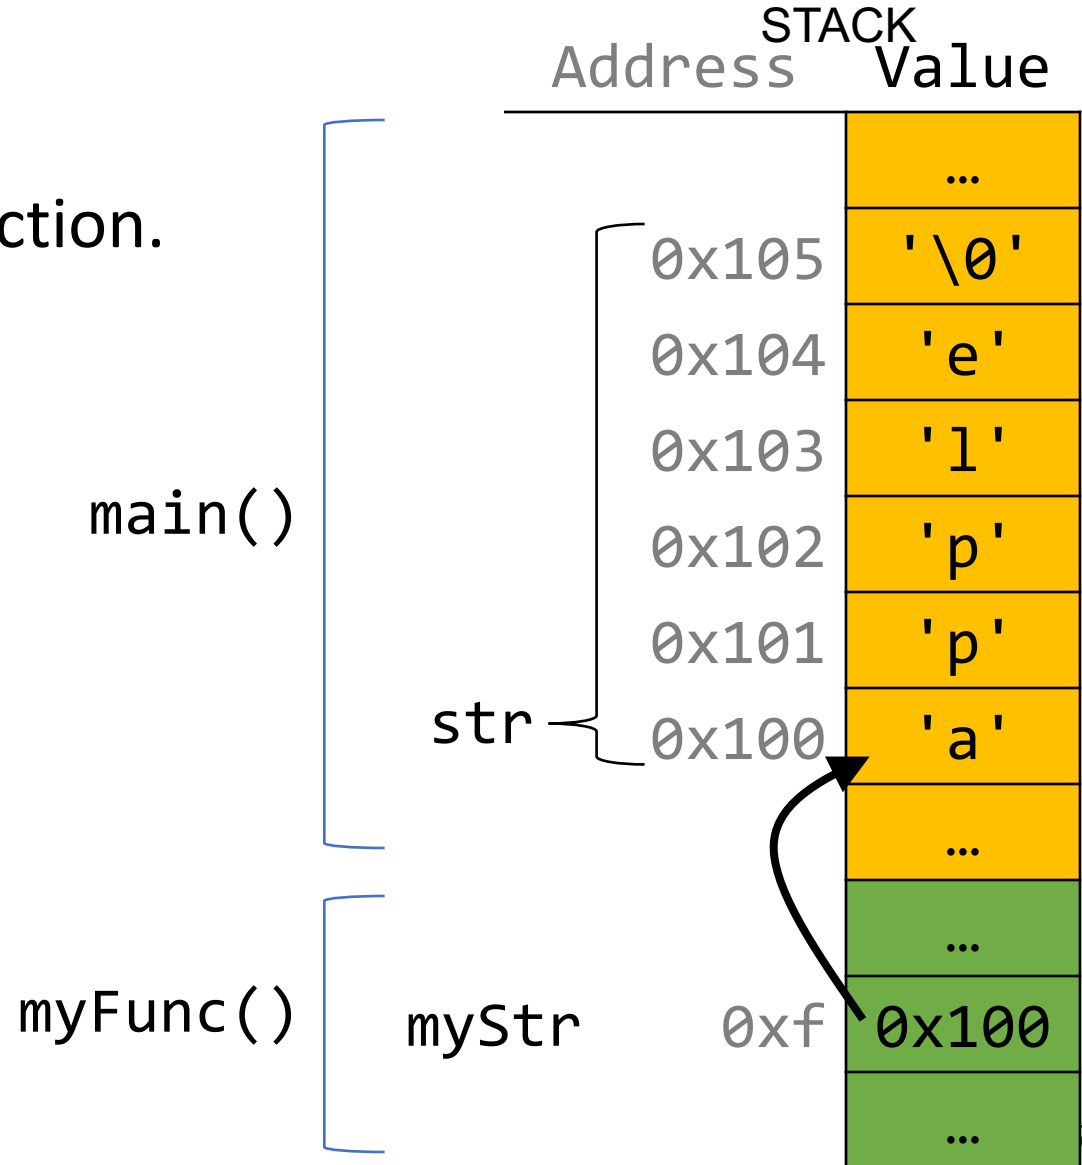 STACK
Address Value
…
ction.
0x105 '\0'
0x104 'e'
0x103 'l'
main()
0x102 'p'
0x101 'p'
str
0x100 'a'
…
…
myFunc() myStr 0xf 0x100
…